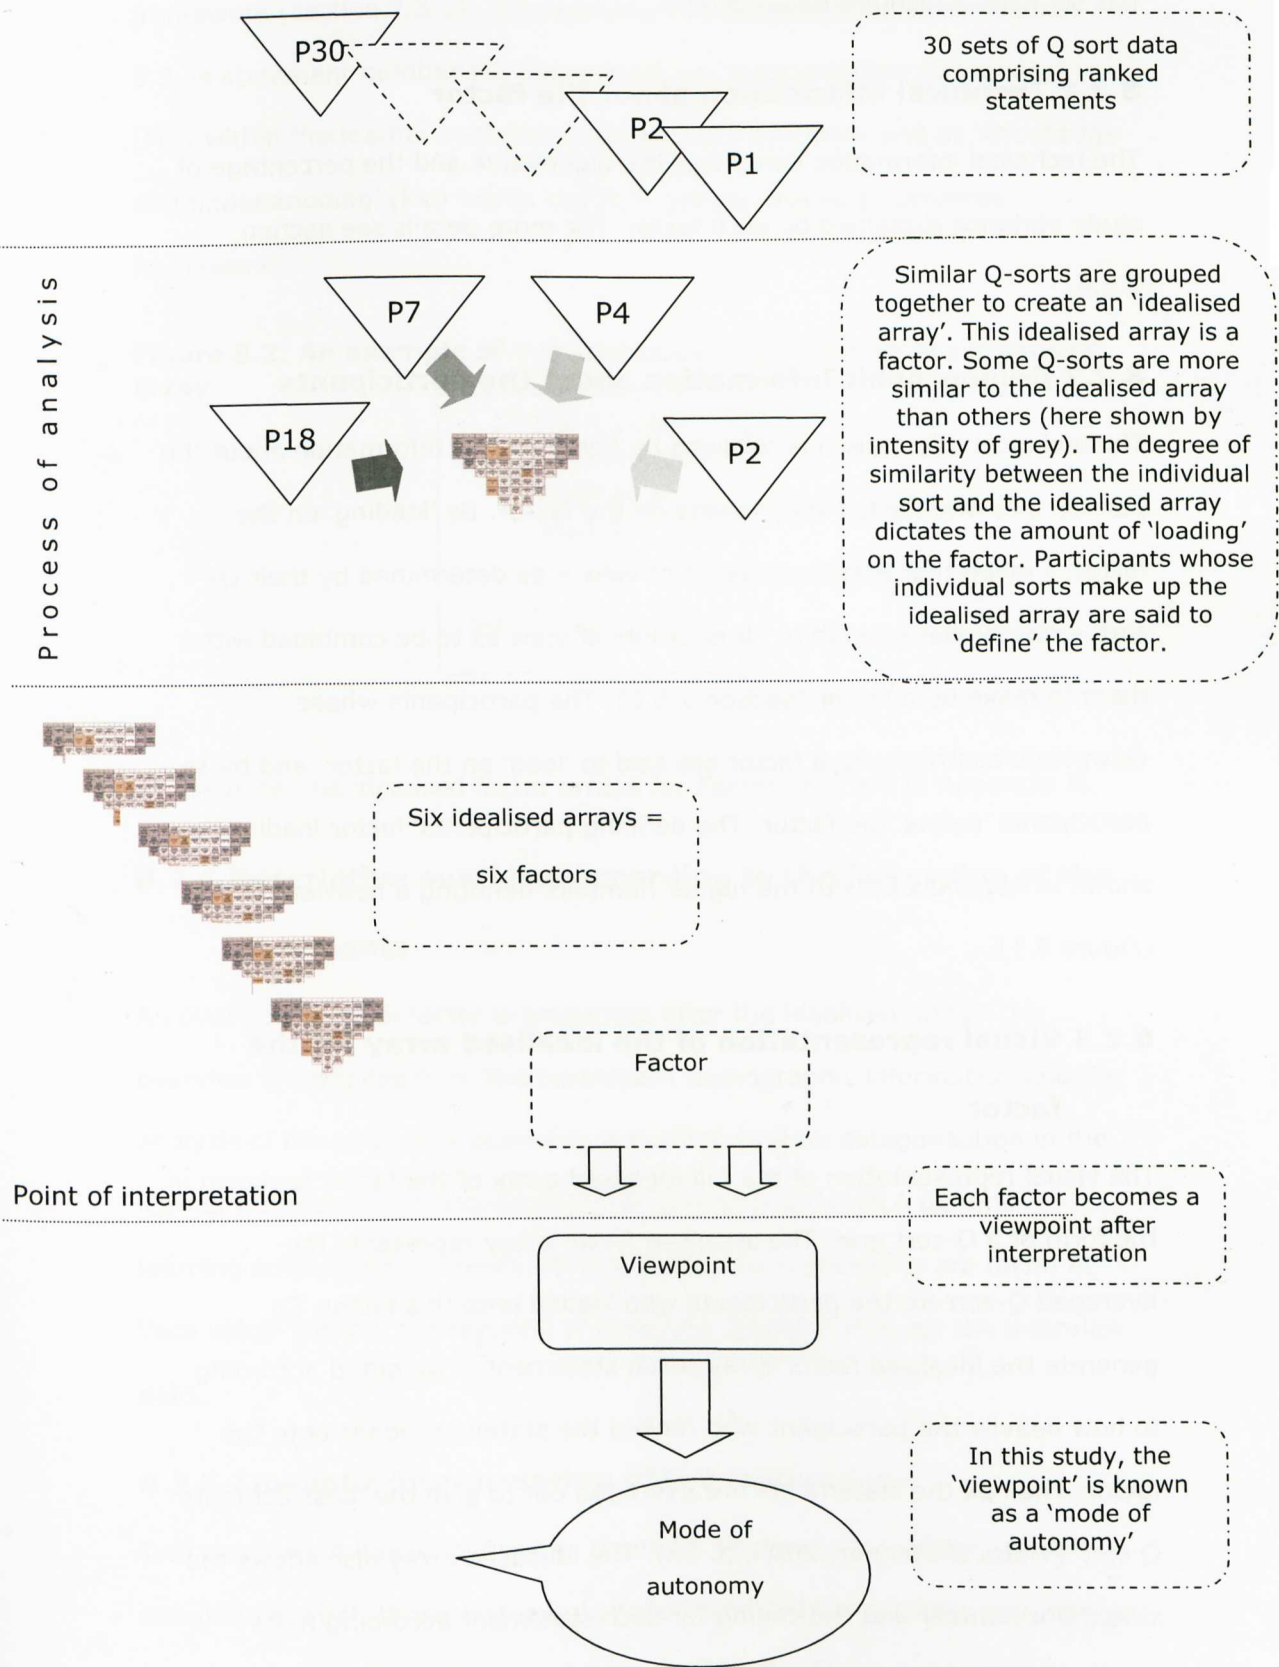 P30
P2
P1
30 sets of Q sort data
comprising ranked
statements
Process of analysis
P7
P4
P18
P2
Similar Q-sorts are grouped
together to create an ‘idealised
array’. This idealised array is a
factor. Some Q-sorts are more
similar to the idealised array
than others (here shown by
intensity of grey). The degree of
similarity between the individual
sort and the idealised array
dictates the amount of ‘loading’
on the factor. Participants whose
individual sorts make up the
idealised array are said to
‘define’ the factor.
Six idealised arrays =
six factors
Factor
Point of interpretation
Each factor becomes a
viewpoint after
interpretation
Viewpoint
In this study, the
‘viewpoint’ is known
as a ‘mode of
autonomy’
Mode of
autonomy